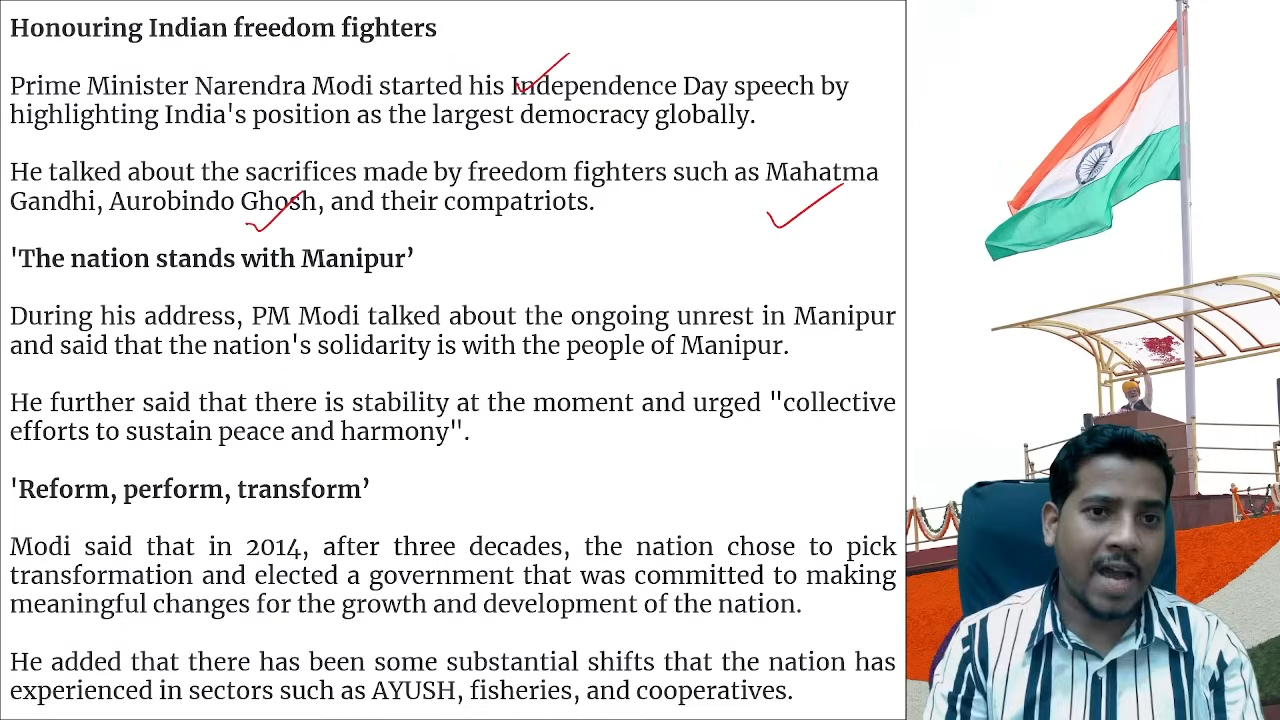 Honouring Indian freedom fighters
Prime Minister Narendra Modi started his Independence Day speech by
highlighting India's position as the largest democracy globally.
He talked about the sacrifices made by freedom fighters such as Mahatma
Gandhi, Aurobindo Ghosh, and their compatriots.
'The nation stands with Manipur’
During his address, PM Modi talked about the ongoing unrest in Manipur
and said that the nation's solidarity is with the people of Manipur.
He further said that there is stability at the moment and urged "collective
efforts to sustain peace and harmony".
'Reform, perform, transform’
Modi said that in 2014, after three decades, the nation chose to pick
transformation and elected a government that was committed to making
meaningful changes for the growth and development of the nation.
He added that there has been some substantial shifts that the nation has
experienced in sectors such as AYUSH, fisheries, and cooperatives.